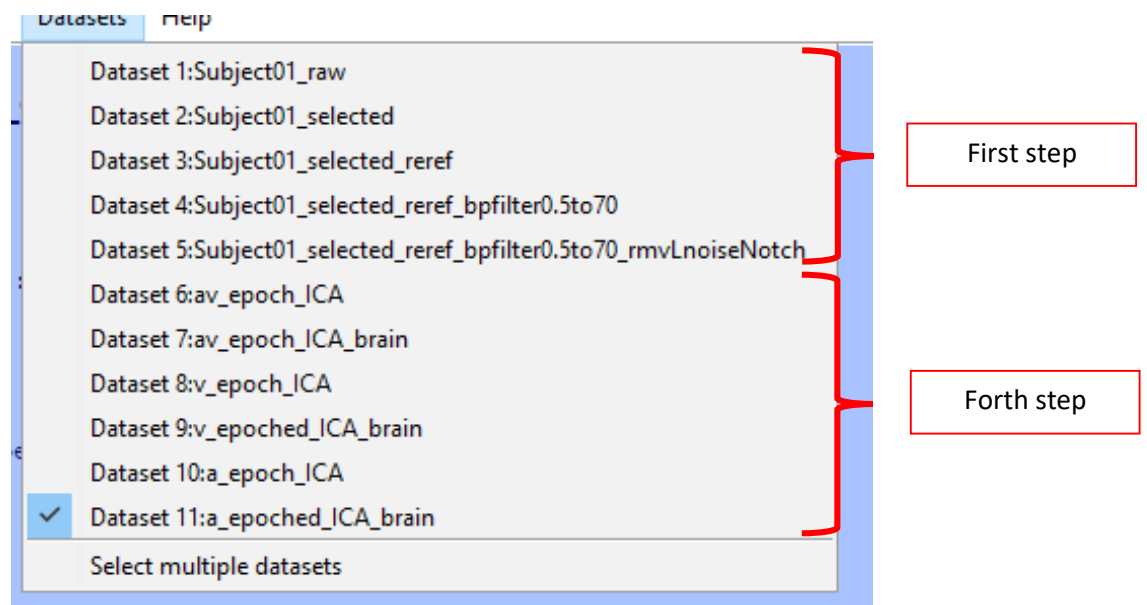 Datasets Help
Dataset 1:Subject01_raw
Dataset 2:Subject01_selected
Dataset 3:Subject01_selected_reref
First step
Dataset 4:Subject01_selected_reref_bpfilter0.5to70
Dataset 5:Subject01_selected_reref_bpfilter0.5to70_rmvLnoiseNotch
Dataset 6:av_epoch_ICA
Dataset 7:av_epoch_ICA_brain
Dataset 8:v_epoch_ICA
Forth step
Dataset 9:v_epoched_ICA_brain
Dataset 10:a_epoch_ICA
Dataset 11:a_epoched_ICA_brain
Select multiple datasets